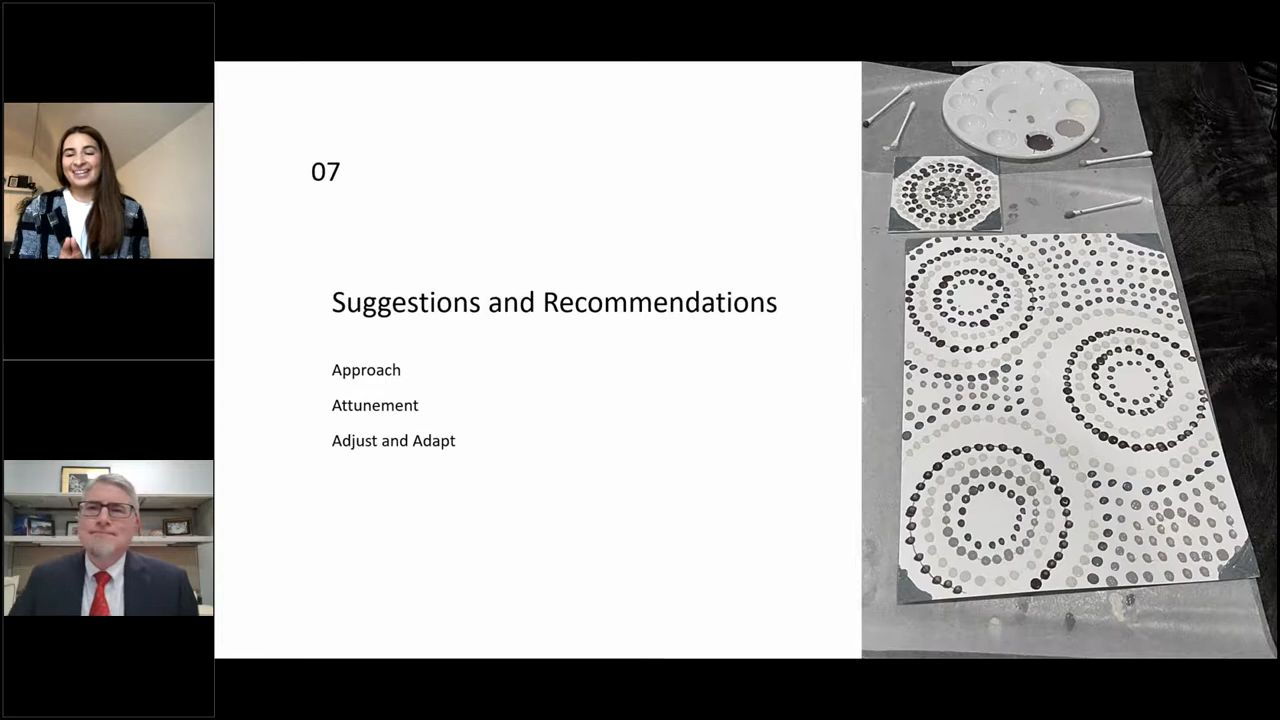 07
Suggestions and Recommendations
Approach
Attunement
Adjust and Adapt